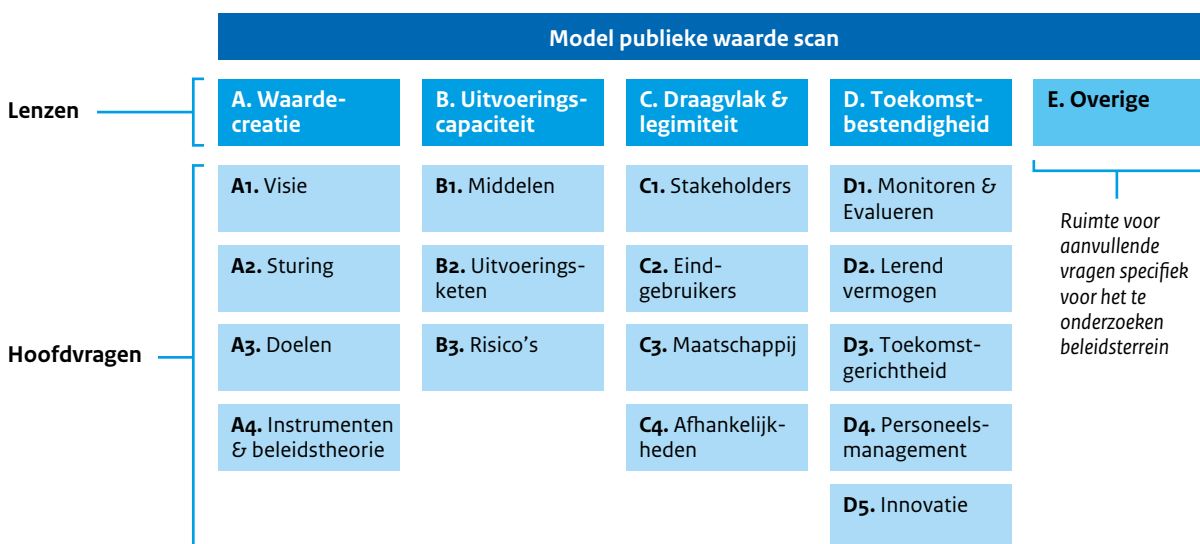 Model publieke waarde scan
Lenzen
A. Waarde-
creatie
B. Uitvoerings-
capaciteit
C. Draagvlak &
legimiteit
D. Toekomst-
bestendigheid
E. Overige
Hoofdvragen
A1. Visie
A2. Sturing
A3. Doelen
A4. Instrumenten
& beleidstheorie
B1. Middelen
B2. Uitvoerings-
keten
B3. Risico's
C1. Stakeholders
C2. Eind-
gebruikers
C3. Maatschappij
C4. Afhankelijk-
heden
D1. Monitoren &
Evalueren
D2. Lerend
vermogen
D3. Toekomst-
gerichtheid
D4. Personeels-
management
D5. Innovatie
Ruimte voor
aanvullende
vragen specifiek
voor het te
onderzoeken
beleidsterrein